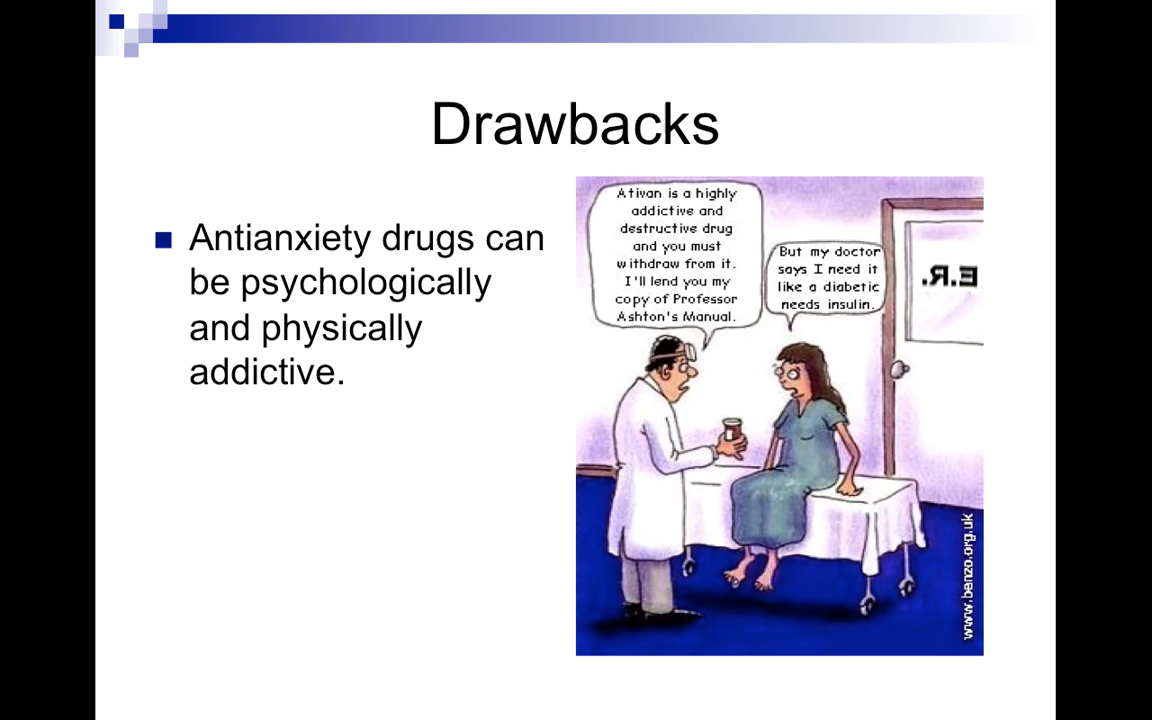 Drawbacks
Antianxiety drugs can
be psychologically
and physically
addictive.
Ativan is a highly
addictive and
destructive drug
and you must
withdraw from it.
I'll lend you my
copy of Professor
Ashton's Manual.
But my doctor
says I need it
like a diabetic
needs insulin.
E.R.
www.benzo.org.uk